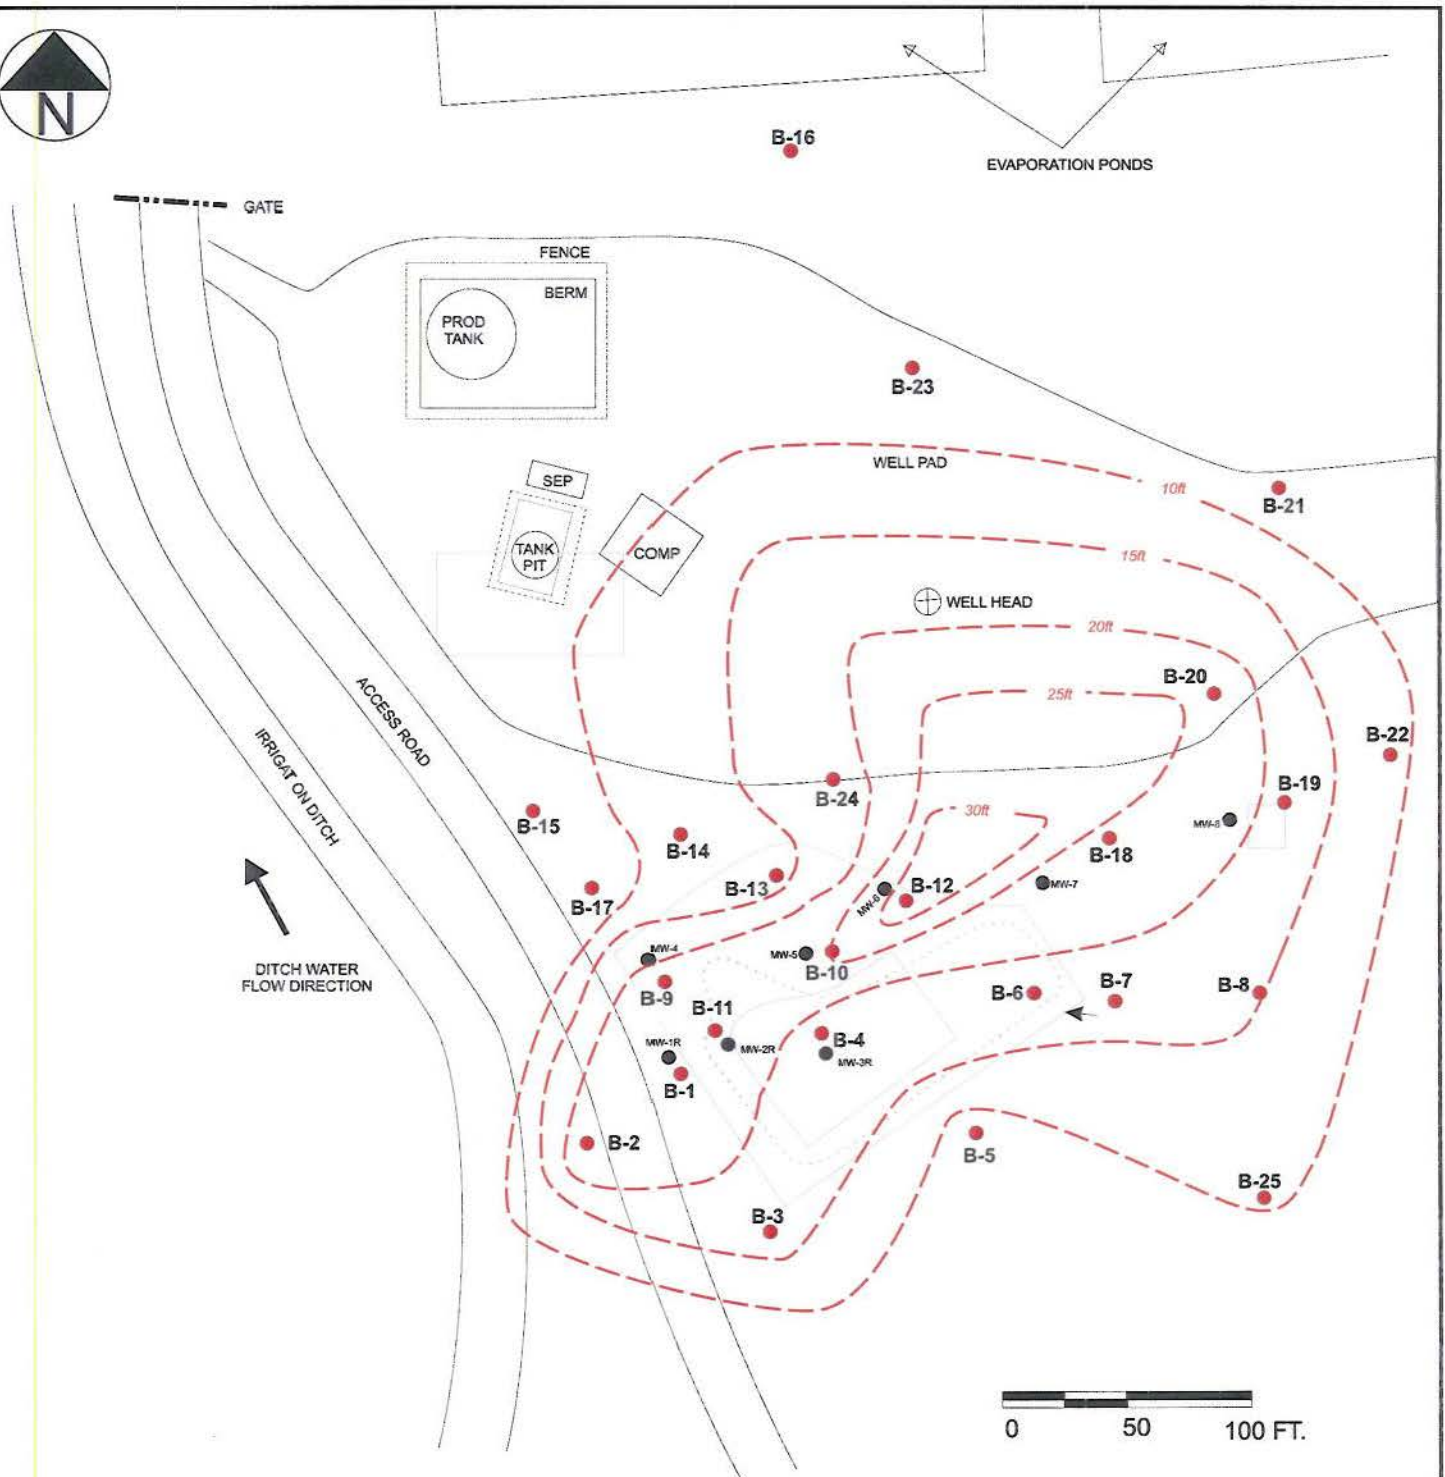 N
B-16
EVAPORATION PONDS
GATE
FENCE
BERM
PROD
TANK
B-23
WELL PAD
SEP
10ft
B-21
TANK
PIT
COMP
15ft
WELL HEAD
20ft
B-20
25ft
ACCESS ROAD
B-22
IRRIGAT ON DITCH
B-24
B-19
30ft
MW-8
B-15
B-14
B-18
B-13
B-12
MW-7
MW-6
B-17
MW-4
MW-5
B-10
DITCH WATER
FLOW DIRECTION
B-9
B-6
B-7
B-8
B-11
MW-1R
MW-2R
B-4
MW-3R
B-1
B-2
B-5
B-25
B-3
0 50 100 FT.